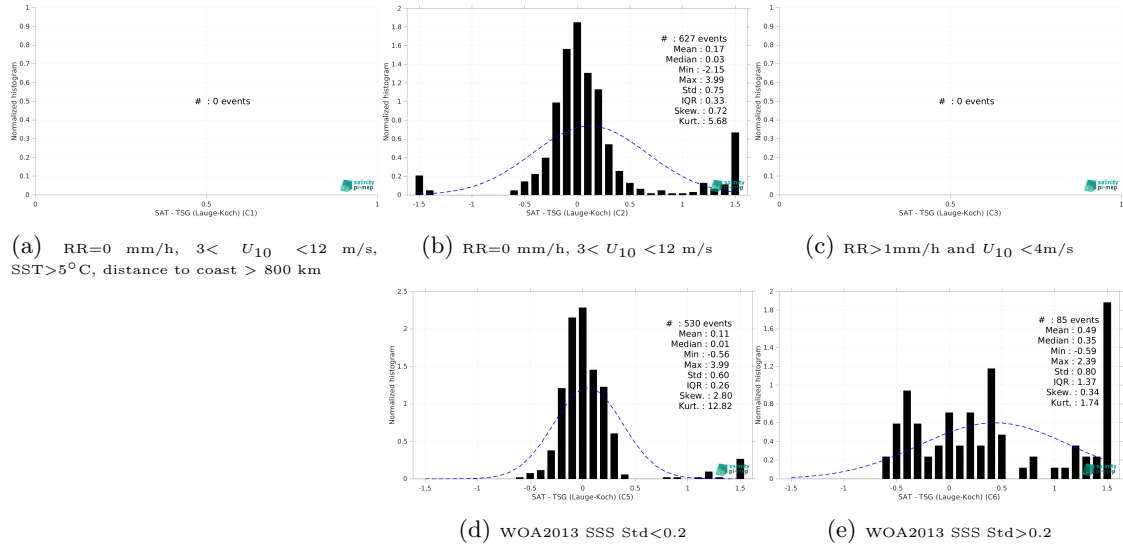 Normalized histogram
1
0.9
0.8
0.7
0.6
0.5
0.4
0.3
0.2
0.1
0
# : 0 events
salinity
pi-mep
0
0.5
1
SAT - TSG (Lauge-Koch) (C1)
(a) RR=0 mm/h, 3< U10 <12 m/s,
SST>5°C, distance to coast > 800 km
Normalized histogram
2
1.8
1.6
1.4
1.2
1
0.8
0.6
0.4
0.2
0
# : 627 events
Mean : 0.17
Median : 0.03
Min : -2.15
Max : 3.99
Std : 0.75
IQR : 0.33
Skew. : 0.72
Kurt. : 5.68
salinity
pi-mep
-1.5
-1
-0.5
0
0.5
1
1.5
SAT - TSG (Lauge-Koch) (C2)
(b) RR=0 mm/h, 3< U10 <12 m/s
Normalized histogram
1
0.9
0.8
0.7
0.6
0.5
0.4
0.3
0.2
0.1
0
# : 0 events
salinity
pi-mep
0
0.5
1
SAT - TSG (Lauge-Koch) (C3)
(c) RR>1mm/h and U10 <4m/s
Normalized histogram
2.5
2
1.5
1
0.5
0
# : 530 events
Mean : 0.11
Median : 0.01
Min : -0.56
Max : 3.99
Std : 0.60
IQR : 0.26
Skew. : 2.80
Kurt. : 12.82
salinity
pi-mep
-1.5
-1
-0.5
0
0.5
1
1.5
SAT - TSG (Lauge-Koch) (C5)
(d) WOA2013 SSS Std<0.2
Normalized histogram
2
1.8
1.6
1.4
1.2
1
0.8
0.6
0.4
0.2
0
# : 85 events
Mean : 0.49
Median : 0.35
Min : -0.59
Max : 2.39
Std : 0.80
IQR : 1.37
Skew. : 0.34
Kurt. : 1.74
salinity
pi-mep
-1.5
-1
-0.5
0
0.5
1
1.5
SAT - TSG (Lauge-Koch) (C6)
(e) WOA2013 SSS Std>0.2